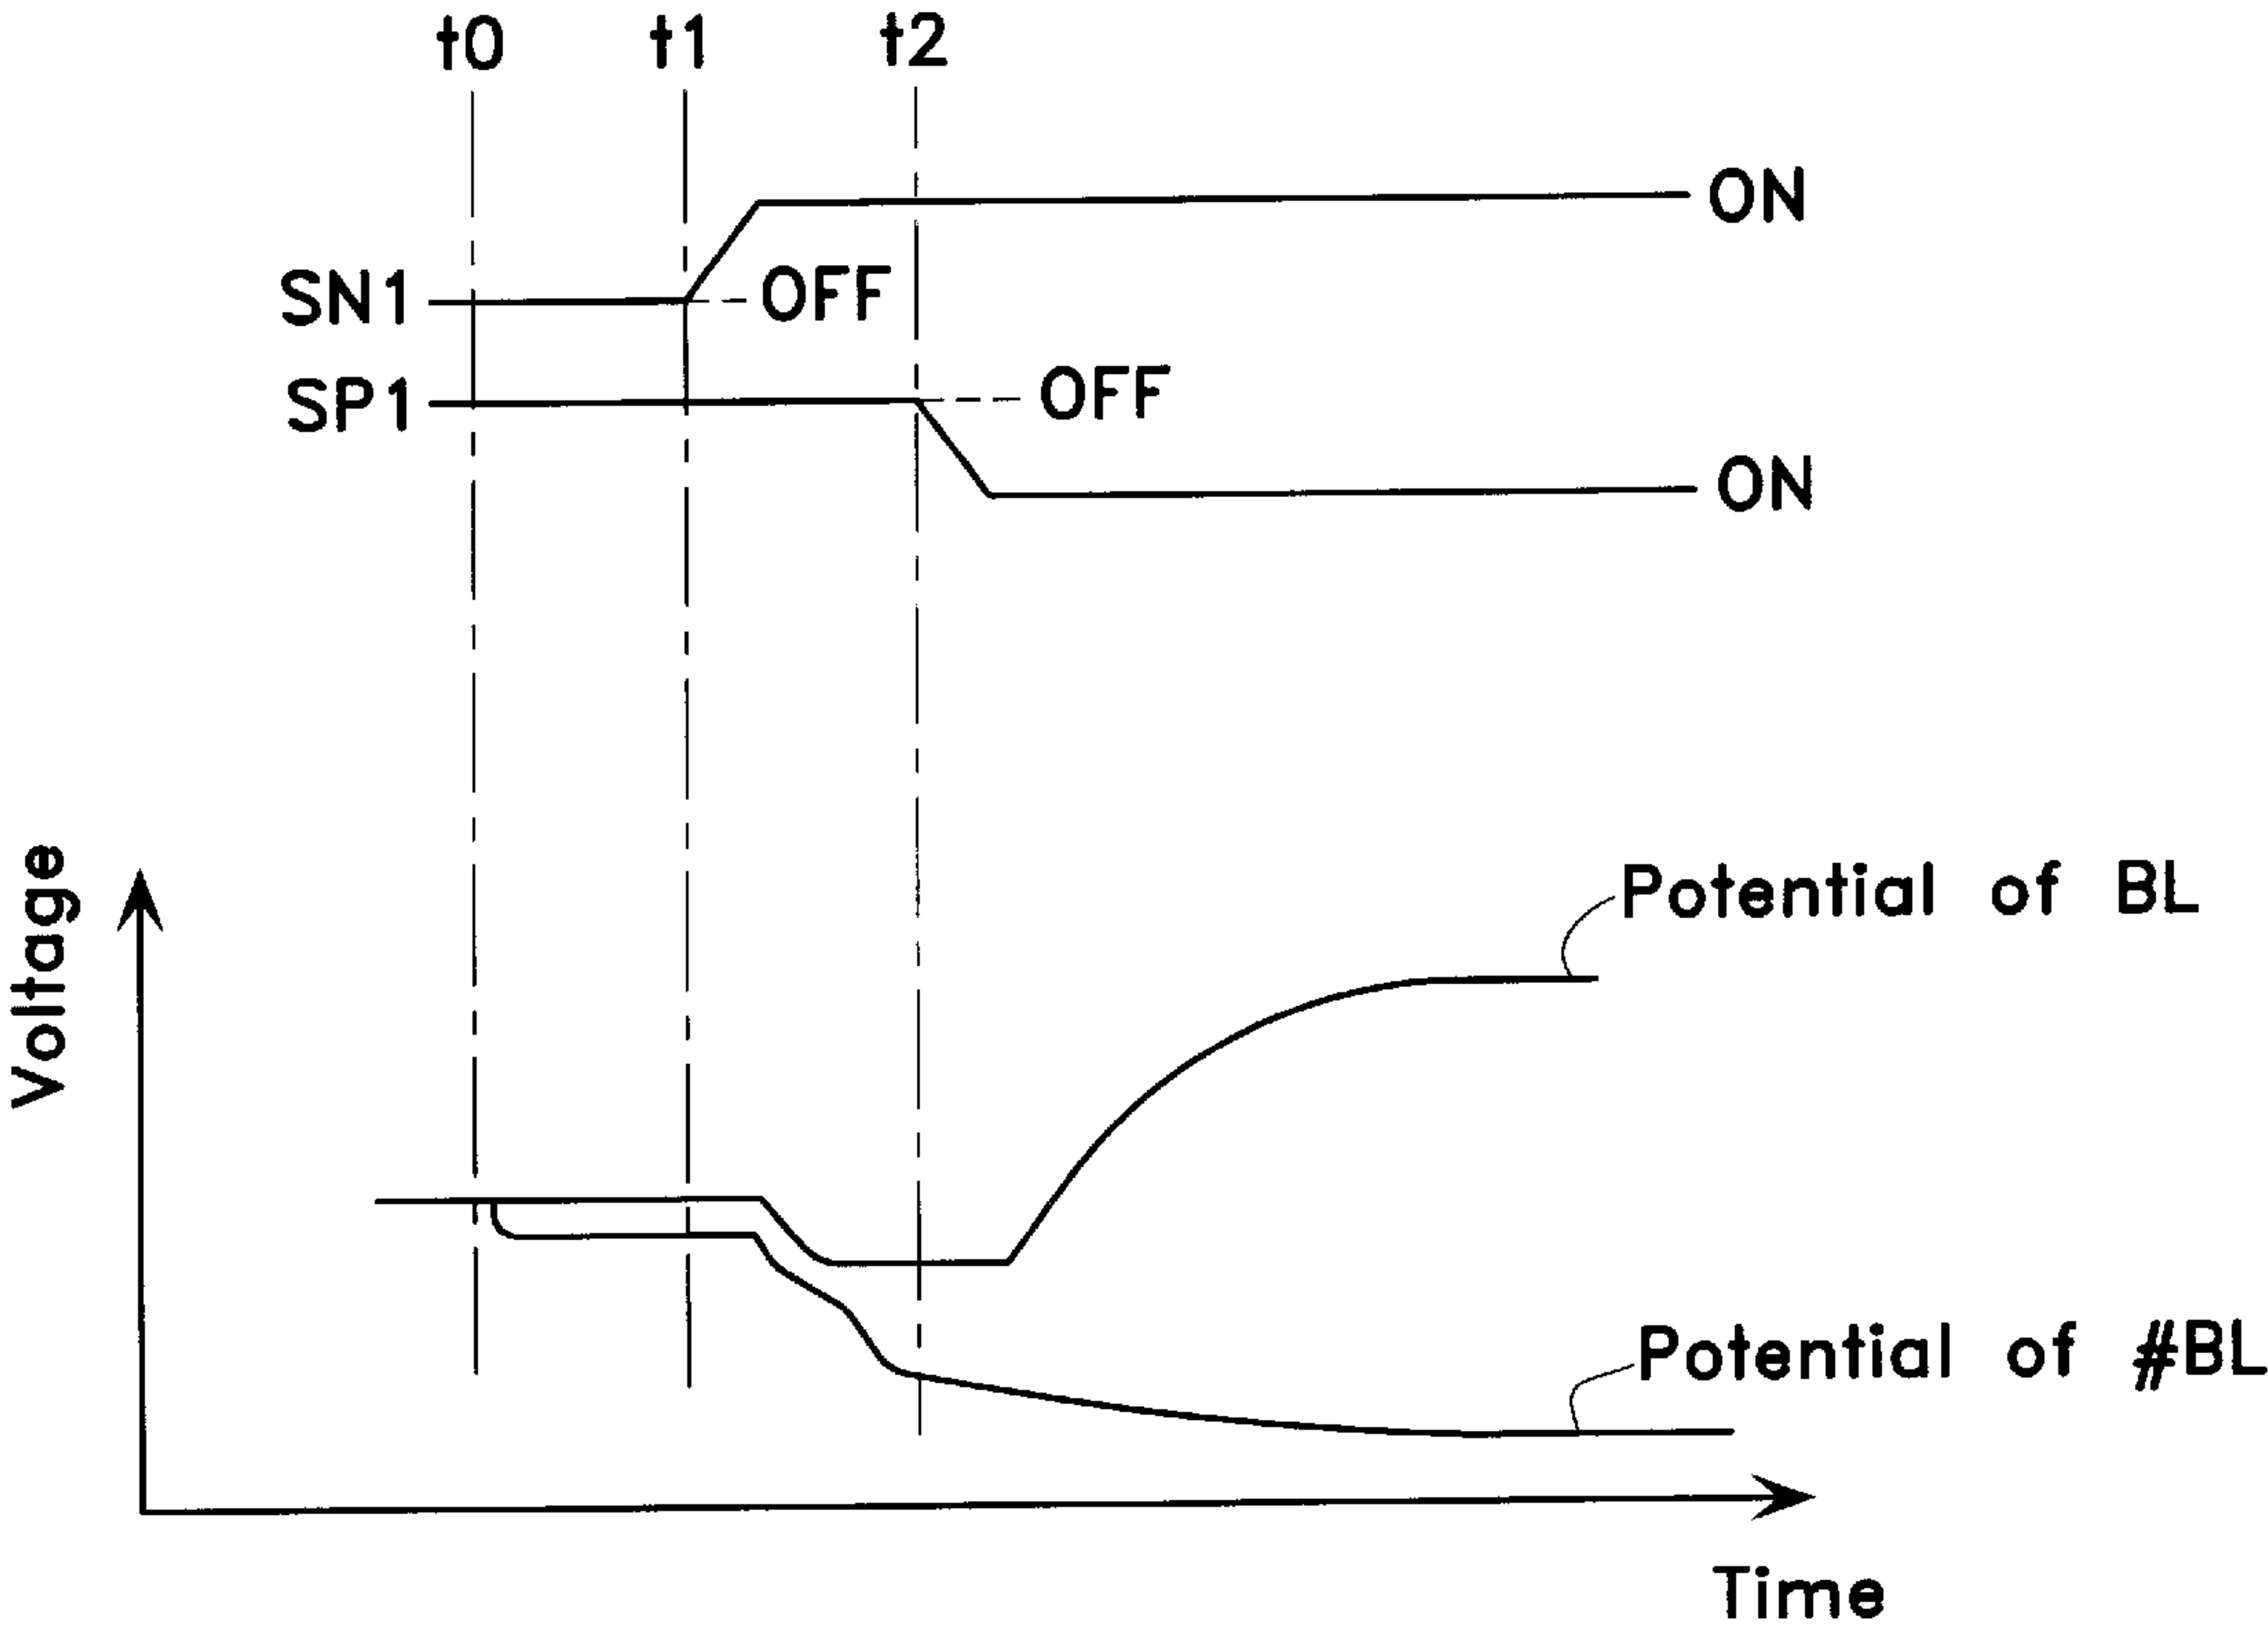 t0 t1 t2
ON
SN1 OFF
SP1 OFF
ON
Voltage
Potential of BL
Potential of #BL
Time